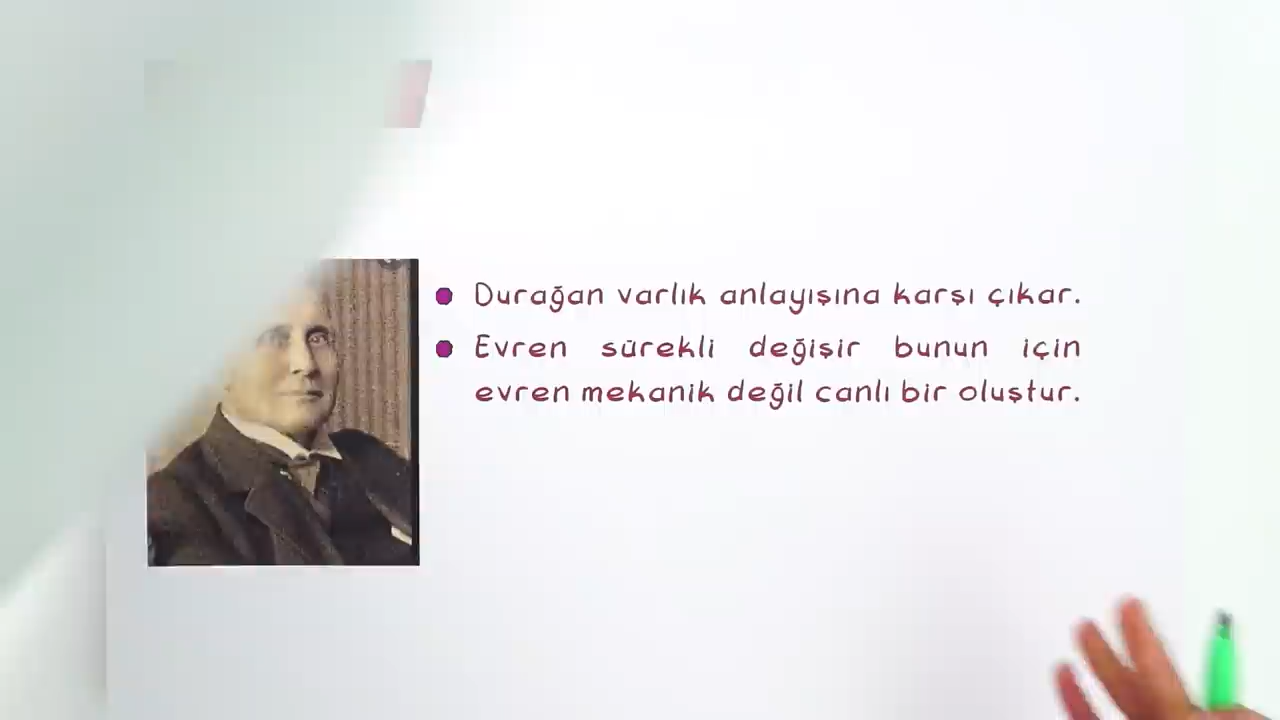 Durağan varlık anlayışına karşı çıkar.
Evren sürekli değişir bunun için
evren mekanik değil canlı bir oluştur.